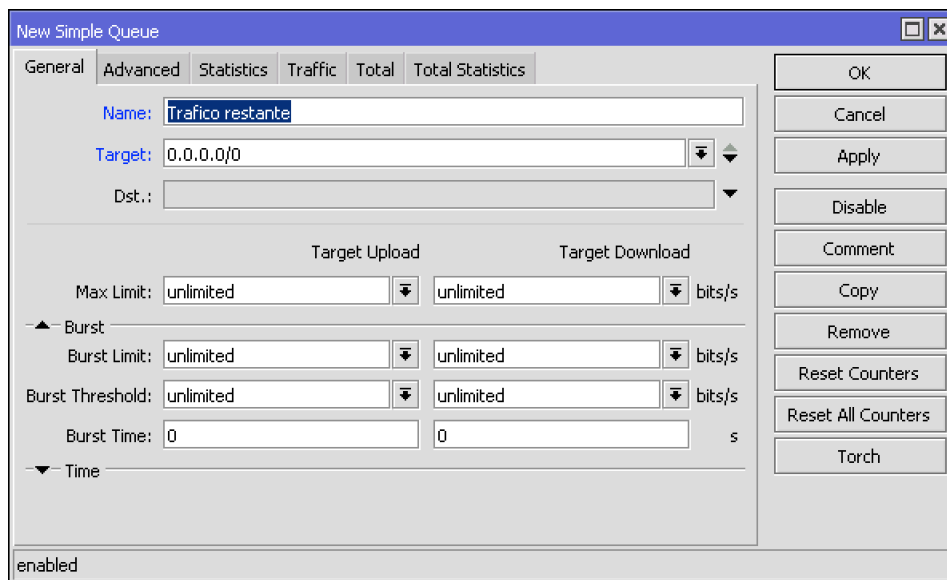 New Simple Queue
General Advanced Statistics Traffic Total Total Statistics
Name: Trafico restante
Target: 0.0.0.0/0
Dst.:
Target Upload Target Download
Max Limit: unlimited unlimited bits/s
Burst
Burst Limit: unlimited unlimited bits/s
Burst Threshold: unlimited unlimited bits/s
Burst Time: 0 0 s
Time
OK
Cancel
Apply
Disable
Comment
Copy
Remove
Reset Counters
Reset All Counters
Torch
enabled